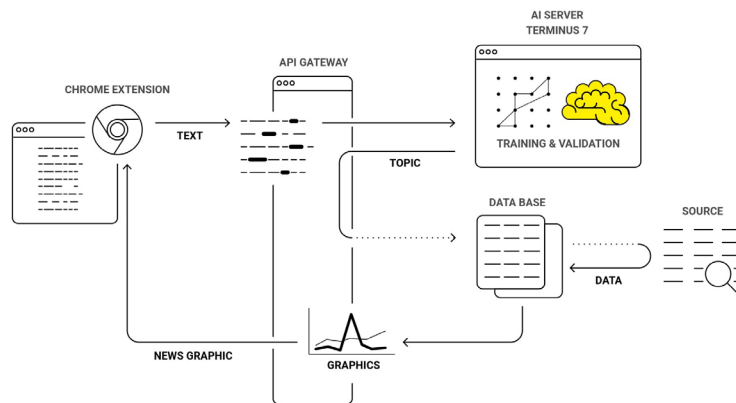 AI SERVER
TERMINUS 7
API GATEWAY
CHROME EXTENSION
TEXT
TRAINING & VALIDATION
TOPIC
DATA BASE
SOURCE
DATA
NEWS GRAPHIC
GRAPHICS